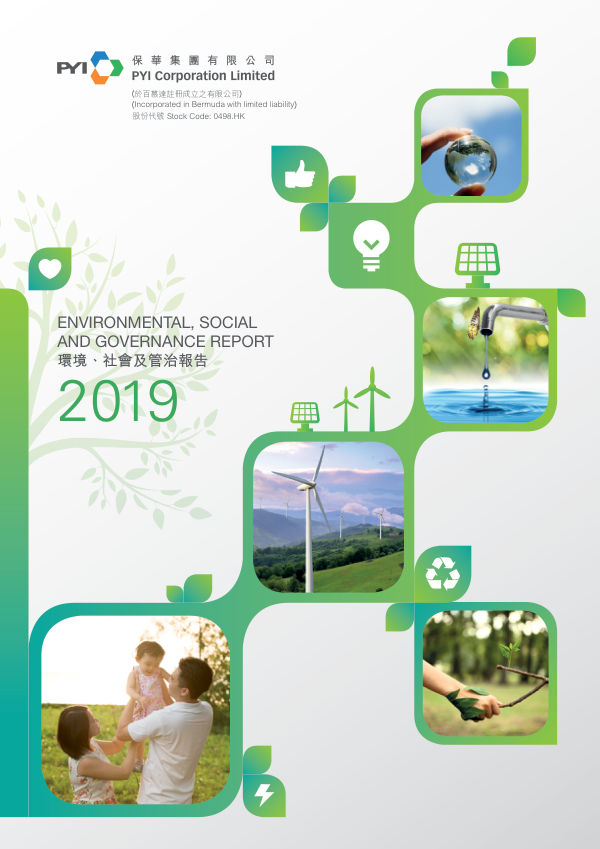 PYI
保華集團有限公司
PYI Corporation Limited
(於百慕達註冊成立之有限公司)
(Incorporated in Bermuda with limited liability)
股份代號 Stock Code: 0498.HK
ENVIRONMENTAL, SOCIAL
AND GOVERNANCE REPORT
環境、社會及管治報告
2019